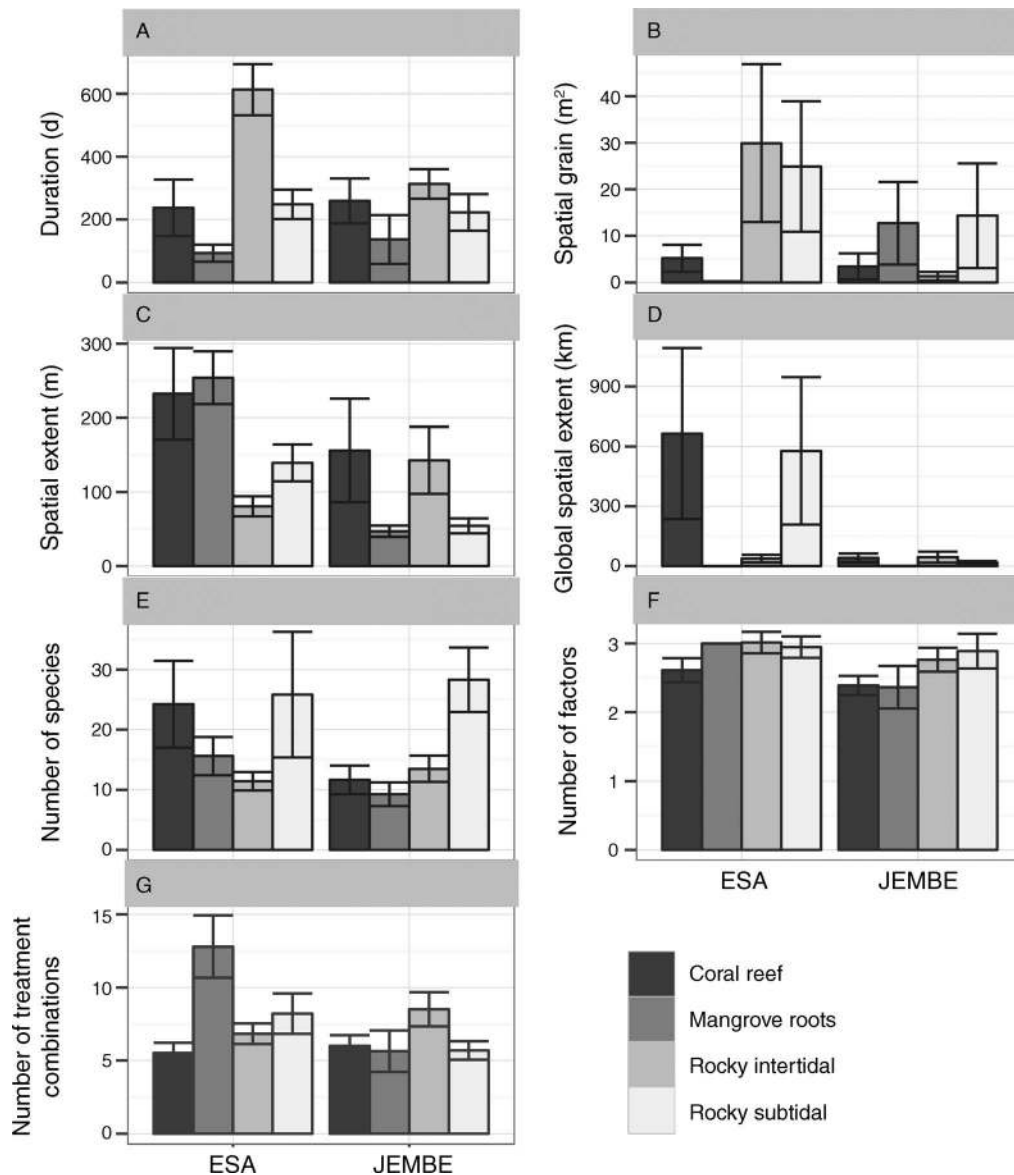 A
Duration (d)
600
400
200
0
B
Spatial grain (m²)
40
30
20
10
0
C
Spatial extent (m)
300
200
100
0
D
Global spatial extent (km)
900
600
300
0
E
Number of species
30
20
10
0
F
Number of factors
3
2
1
0
ESA
JEMBE
G
Number of treatment
combinations
15
10
5
0
ESA
JEMBE
Coral reef
Mangrove roots
Rocky intertidal
Rocky subtidal